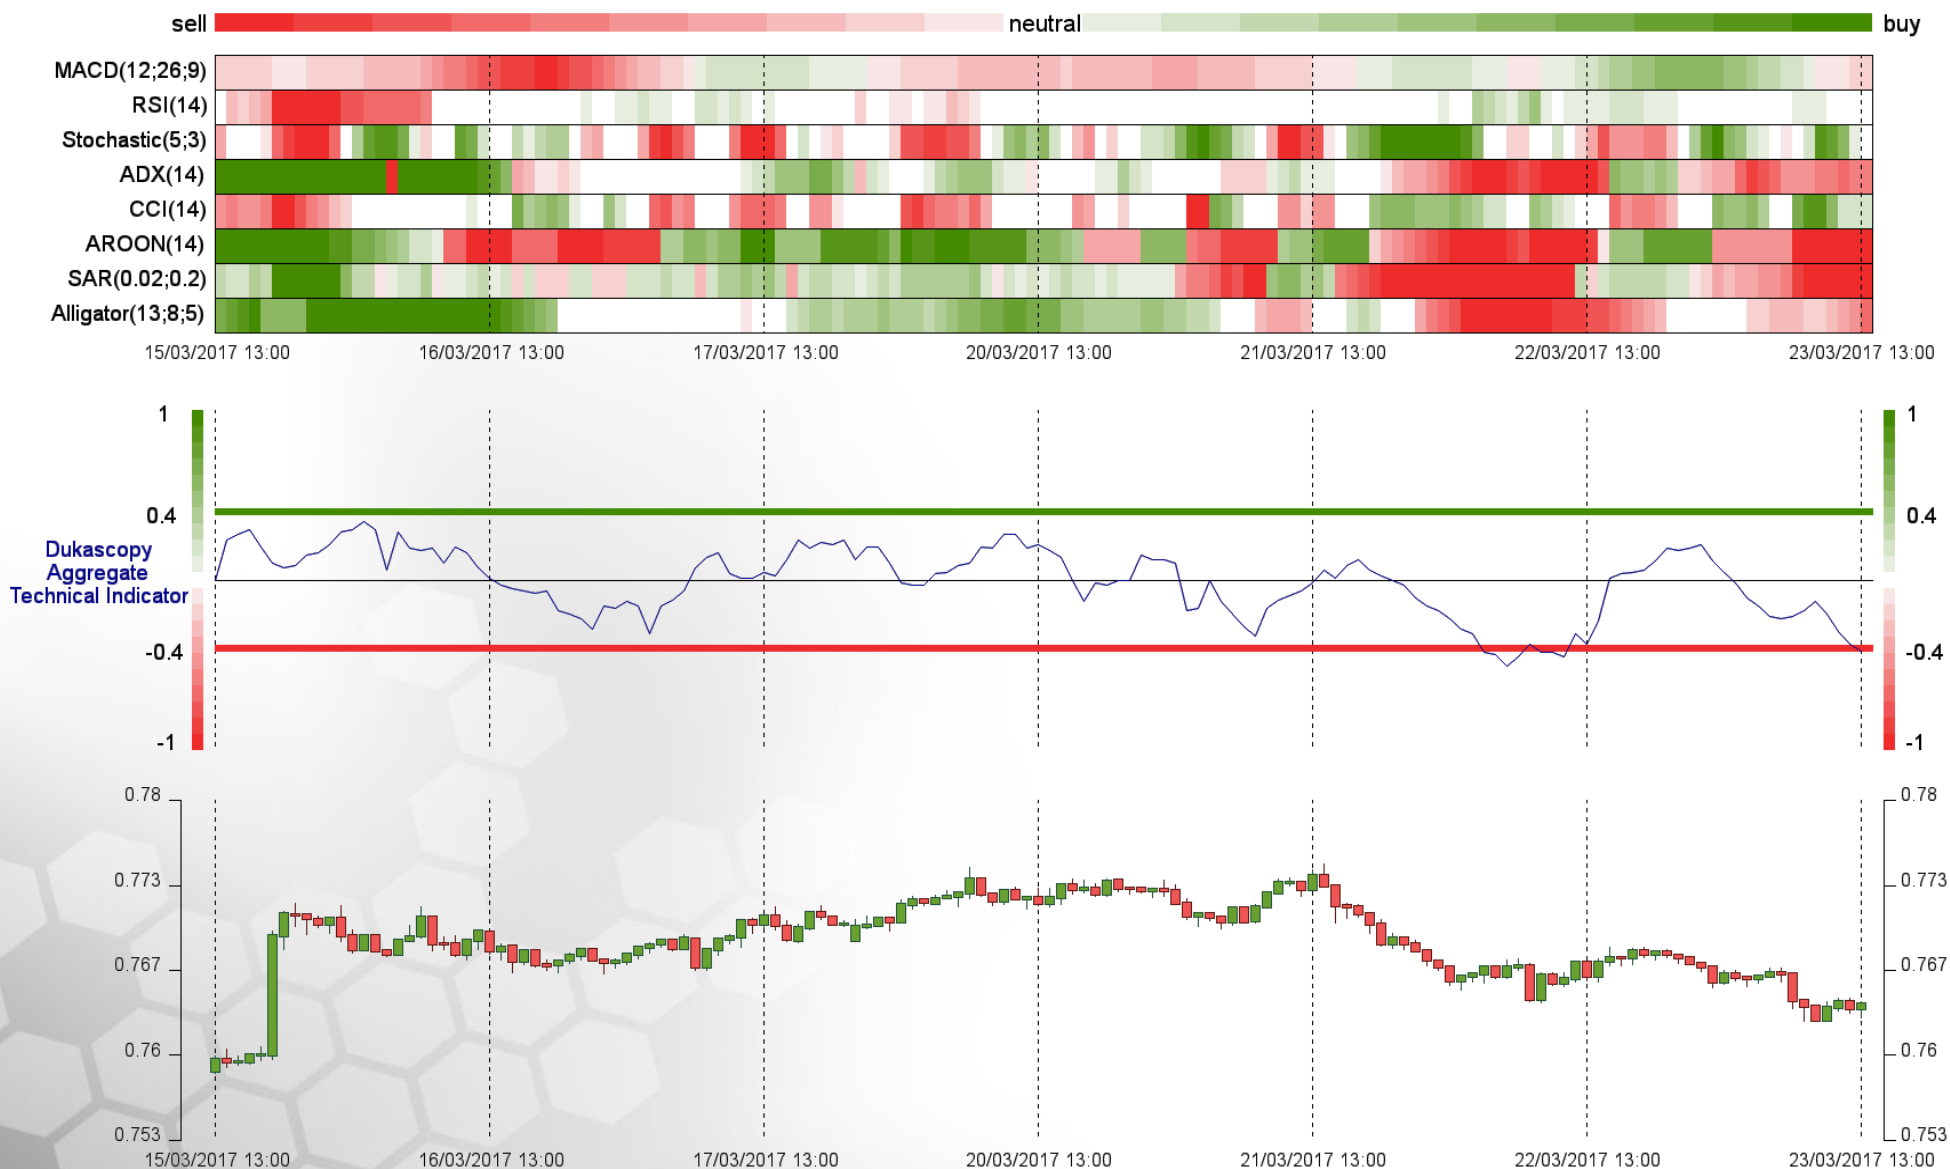 sell neutral buy
MACD(12;26;9)
RSI(14)
Stochastic(5;3)
ADX(14)
CCI(14)
AROON(14)
SAR(0.02;0.2)
Alligator(13;8;5)
15/03/2017 13:00 16/03/2017 13:00 17/03/2017 13:00 20/03/2017 13:00 21/03/2017 13:00 22/03/2017 13:00 23/03/2017 13:00
1 1
0.4 0.4
Dukascopy
Aggregate
Technical Indicator
-0.4 -0.4
-1 -1
0.78 0.78
0.773 0.773
0.767 0.767
0.76 0.76
0.753 0.753
15/03/2017 13:00 16/03/2017 13:00 17/03/2017 13:00 20/03/2017 13:00 21/03/2017 13:00 22/03/2017 13:00 23/03/2017 13:00